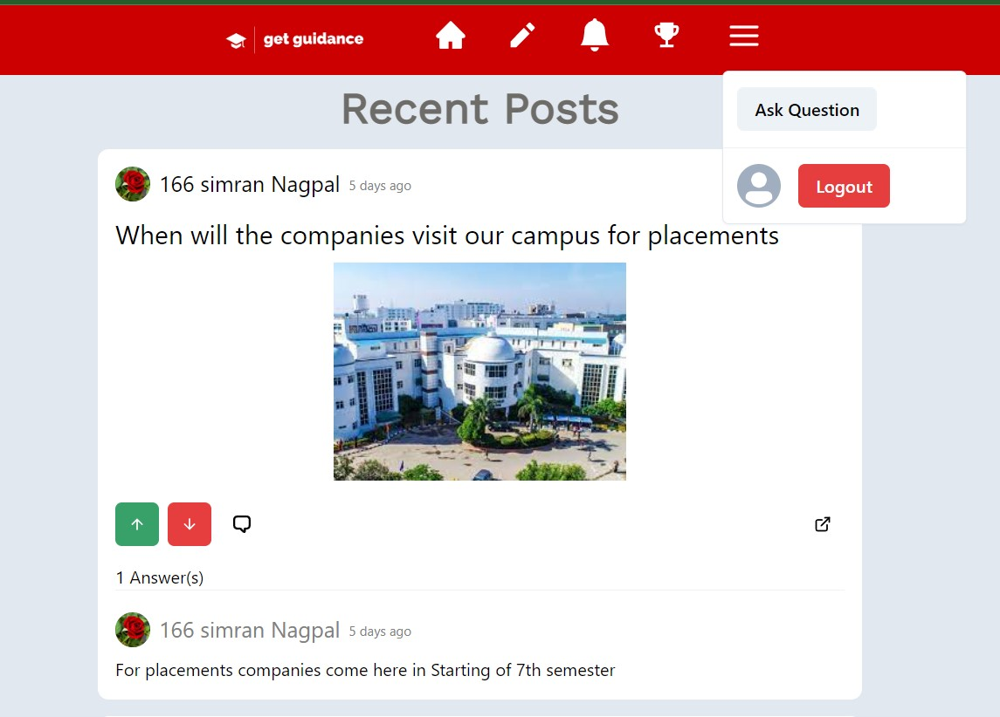 get guidance
Ask Question
Logout
Recent Posts
166 simran Nagpal 5 days ago
When will the companies visit our campus for placements
1 Answer(s)
166 simran Nagpal 5 days ago
For placements companies come here in Starting of 7th semester